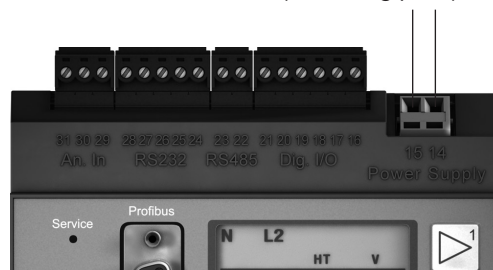 31 30 29 28 27 26 25 24 23 22 21 20 19 18 17 16 15 14
An. In RS232 RS485 Dig. I/O Power Supply
Service Profibus
N L2
HT V
1